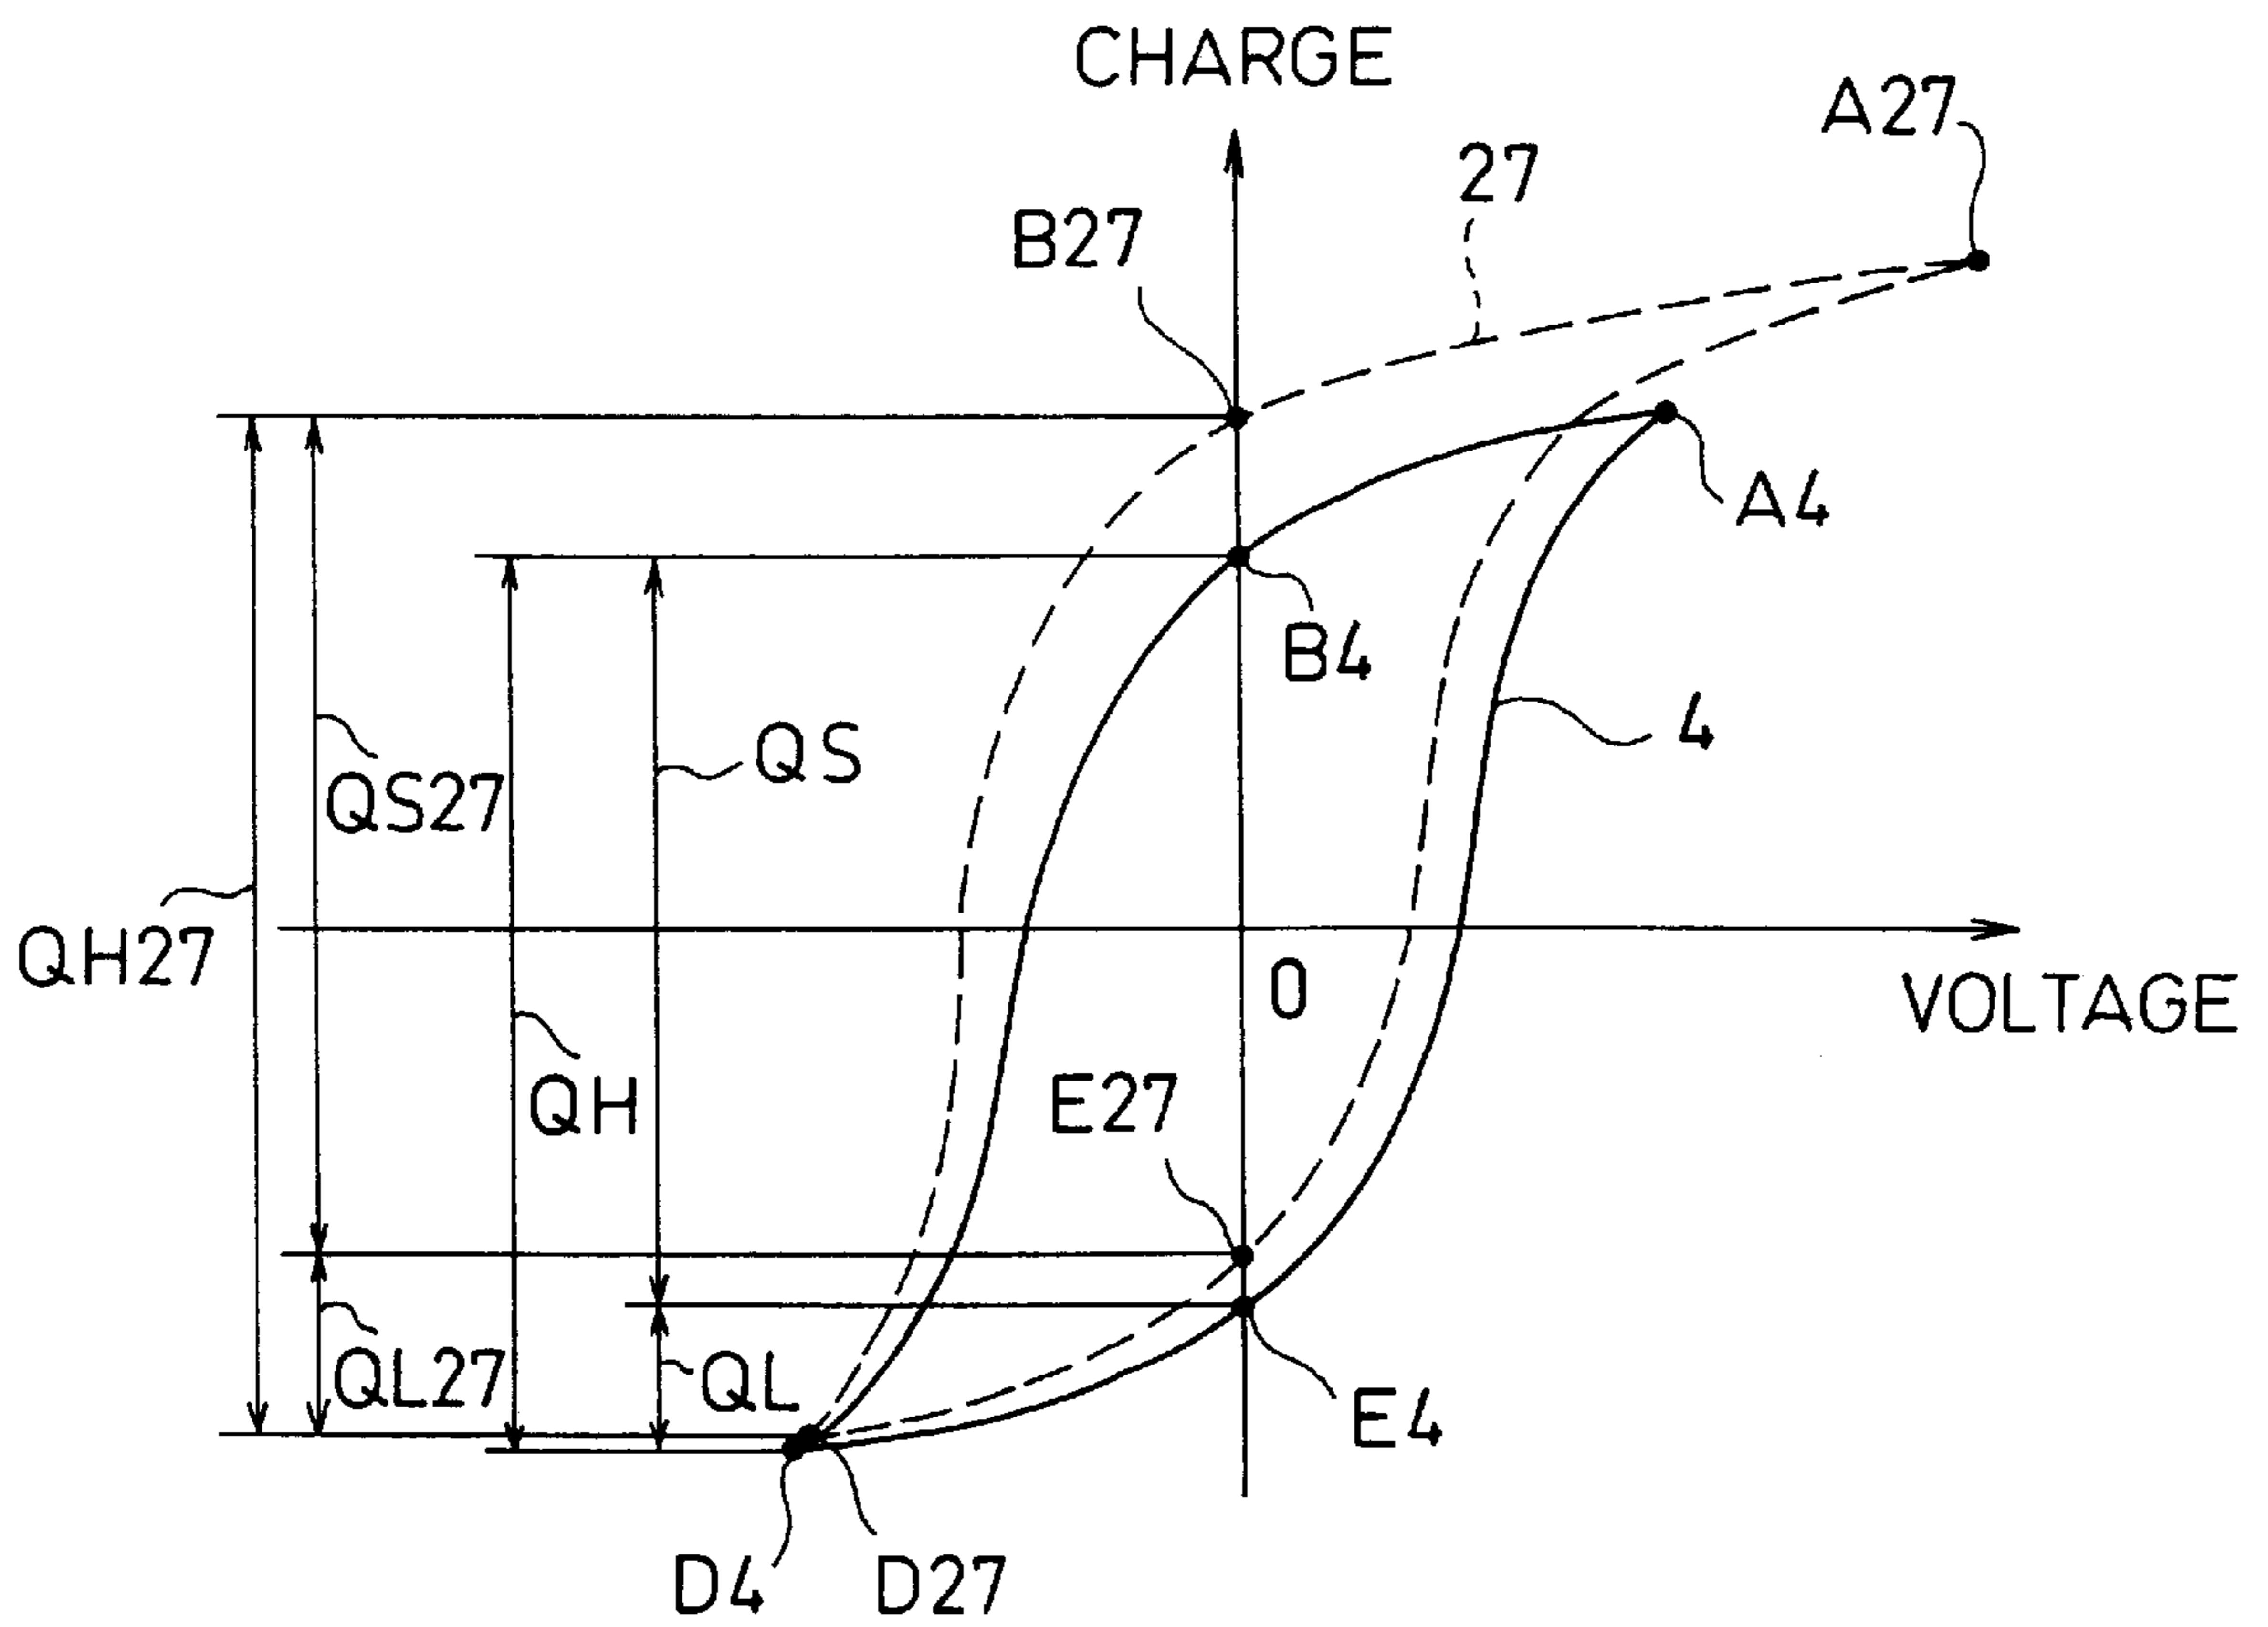 CHARGE
A27
27
B27
A4
B4
4
QS
QS27
QH27
0
VOLTAGE
E27
QH
QL27
QL
E4
D4
D27